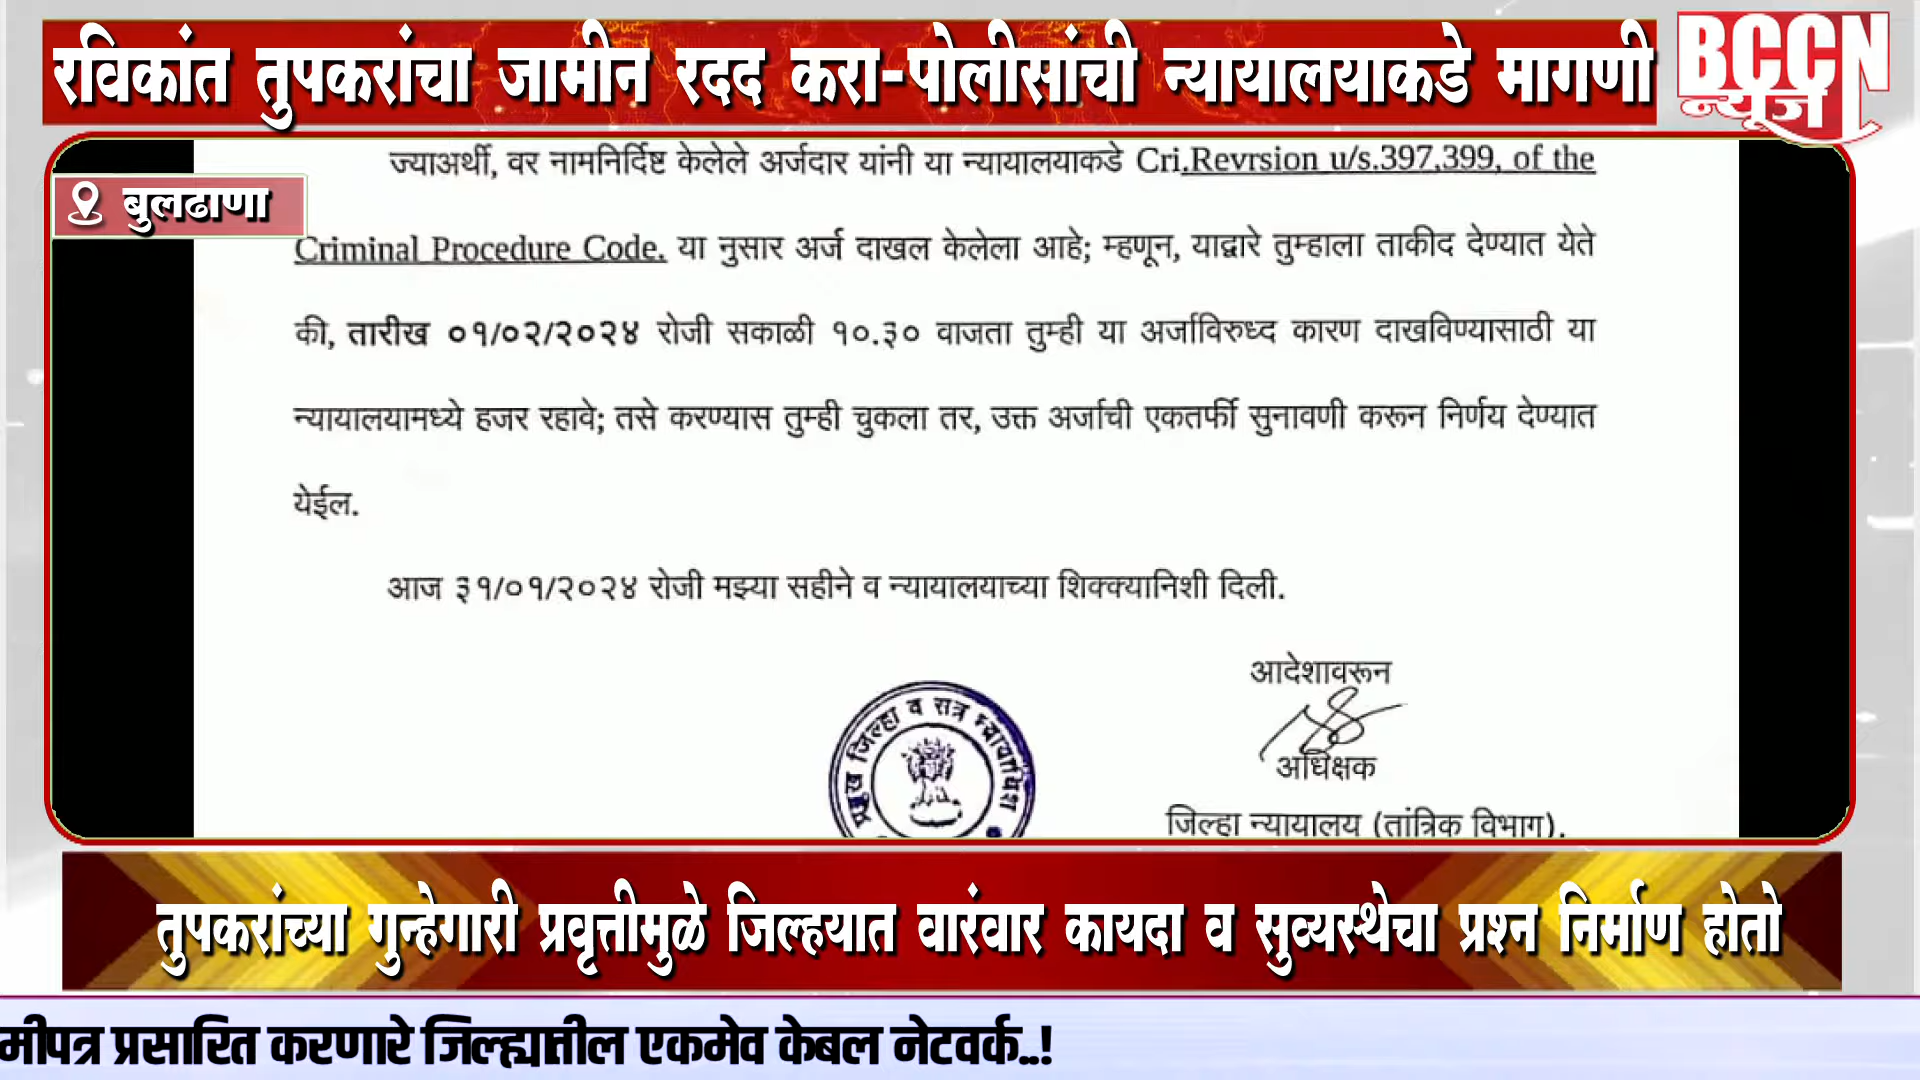 रविकांत तुपकरांचा जामीन रदद करा-पोलीसांची न्यायालयाकडे मागणी
BCCN
न्यूज
बुलढाणा
ज्याअर्थी, वर नामनिर्दिष्ट केलेले अर्जदार यांनी या न्यायालयाकडे Cri.Revrsion u/s.397,399, of the
Criminal Procedure Code. या नुसार अर्ज दाखल केलेला आहे; म्हणून, याद्वारे तुम्हाला ताकीद देण्यात येते
की, तारीख ०१/०२/२०२४ रोजी सकाळी १०.३० वाजता तुम्ही या अर्जाविरुध्द कारण दाखविण्यासाठी या
न्यायालयामध्ये हजर रहावे; तसे करण्यास तुम्ही चुकला तर, उक्त अर्जाची एकतर्फी सुनावणी करून निर्णय देण्यात
येईल.
आज ३१/०१/२०२४ रोजी मझ्या सहीने व न्यायालयाच्या शिक्क्यानिशी दिली.
आदेशावरून
अधिक्षक
प्रमुख जिल्हा व सत्र न्यायाधिश
जिल्हा न्यायालय (तांत्रिक विभाग).
तुपकरांच्या गुन्हेगारी प्रवृत्तीमुळे जिल्हयात वारंवार कायदा व सुव्यस्थेचा प्रश्न निर्माण होतो
मीपत्र प्रसारित करणारे जिल्ह्यातील एकमेव केबल नेटवर्क..!